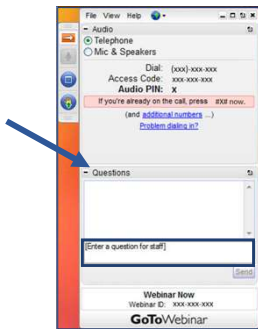 File View Help
Audio
Telephone
Mic & Speakers
Dial: (xxx)-xxx-xxx
Access Code: xxx-xxx-xxx
Audio PIN: X
If you're already on the call, press #X# now.
(and additional numbers ...)
Problem dialing in?
Questions
[Enter a question for staff]
Send
Webinar Now
Webinar ID: xxx-xxx-xxx
GoToWebinar